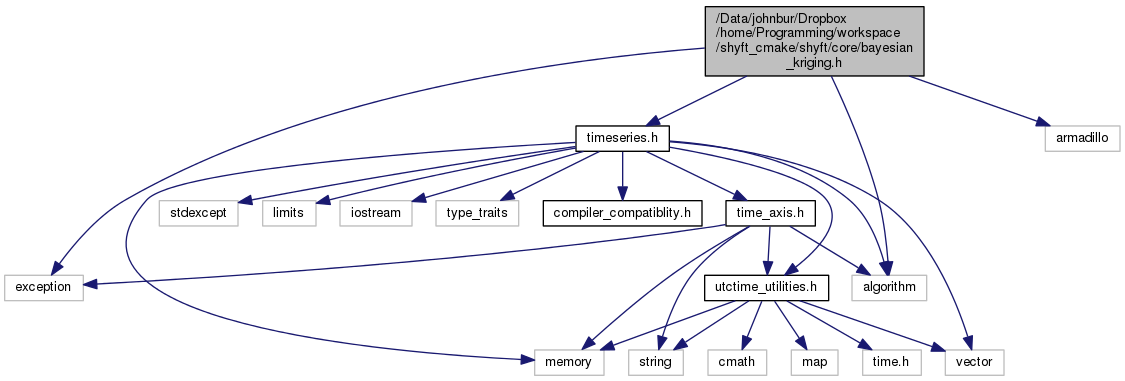 /Data/johnbur/Dropbox
/home/Programming/workspace
/shyft_cmake/shyft/core/bayesian
_kriging.h
timeseries.h
armadillo
stdexcept
limits
iostream
type_traits
compiler_compatiblity.h
time_axis.h
exception
utctime_utilities.h
algorithm
memory
string
cmath
map
time.h
vector